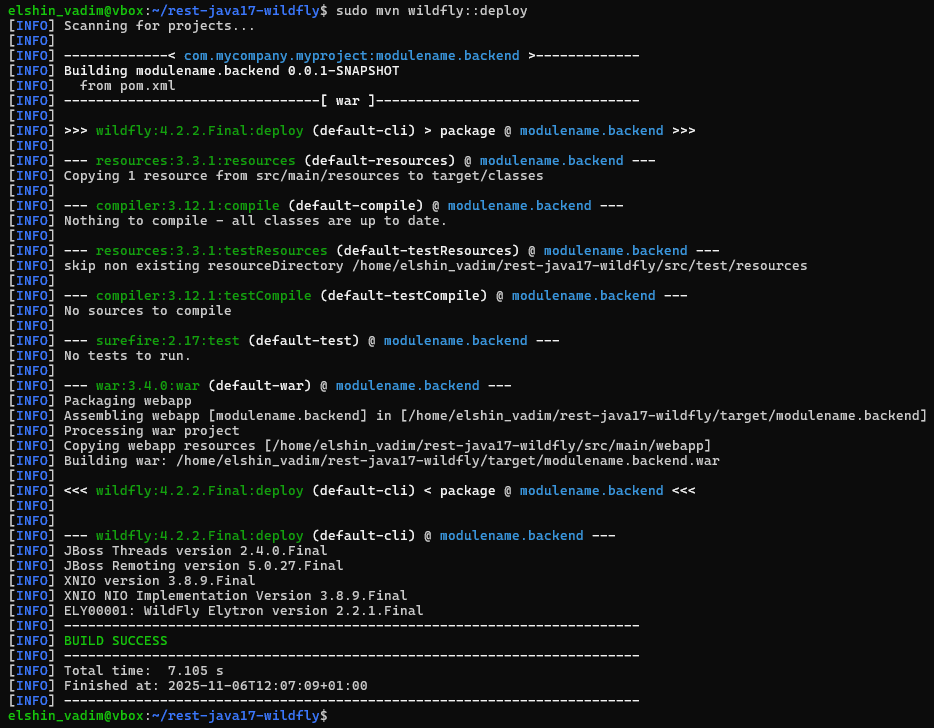 elshin_vadim@vbox:~/rest-java17-wildfly$ sudo mvn wildfly::deploy
[INFO] Scanning for projects...
[INFO]
[INFO] -------------< com.mycompany.myproject:modulename.backend >-------------
[INFO] Building modulename.backend 0.0.1-SNAPSHOT
[INFO]   from pom.xml
[INFO] --------------------------------[ war ]---------------------------------
[INFO]
[INFO] >>> wildfly:4.2.2.Final:deploy (default-cli) > package @ modulename.backend >>>
[INFO]
[INFO] --- resources:3.3.1:resources (default-resources) @ modulename.backend ---
[INFO] Copying 1 resource from src/main/resources to target/classes
[INFO]
[INFO] --- compiler:3.12.1:compile (default-compile) @ modulename.backend ---
[INFO] Nothing to compile - all classes are up to date.
[INFO]
[INFO] --- resources:3.3.1:testResources (default-testResources) @ modulename.backend ---
[INFO] skip non existing resourceDirectory /home/elshin_vadim/rest-java17-wildfly/src/test/resources
[INFO]
[INFO] --- compiler:3.12.1:testCompile (default-testCompile) @ modulename.backend ---
[INFO] No sources to compile
[INFO]
[INFO] --- surefire:2.17:test (default-test) @ modulename.backend ---
[INFO] No tests to run.
[INFO]
[INFO] --- war:3.4.0:war (default-war) @ modulename.backend ---
[INFO] Packaging webapp
[INFO] Assembling webapp [modulename.backend] in [/home/elshin_vadim/rest-java17-wildfly/target/modulename.backend]
[INFO] Processing war project
[INFO] Copying webapp resources [/home/elshin_vadim/rest-java17-wildfly/src/main/webapp]
[INFO] Building war: /home/elshin_vadim/rest-java17-wildfly/target/modulename.backend.war
[INFO]
[INFO] <<< wildfly:4.2.2.Final:deploy (default-cli) < package @ modulename.backend <<<
[INFO]
[INFO]
[INFO] --- wildfly:4.2.2.Final:deploy (default-cli) @ modulename.backend ---
[INFO] JBoss Threads version 2.4.0.Final
[INFO] JBoss Remoting version 5.0.27.Final
[INFO] XNIO version 3.8.9.Final
[INFO] XNIO NIO Implementation Version 3.8.9.Final
[INFO] ELY00001: WildFly Elytron version 2.2.1.Final
[INFO] ------------------------------------------------------------------------
[INFO] BUILD SUCCESS
[INFO] ------------------------------------------------------------------------
[INFO] Total time:  7.105 s
[INFO] Finished at: 2025-11-06T12:07:09+01:00
[INFO] ------------------------------------------------------------------------
elshin_vadim@vbox:~/rest-java17-wildfly$